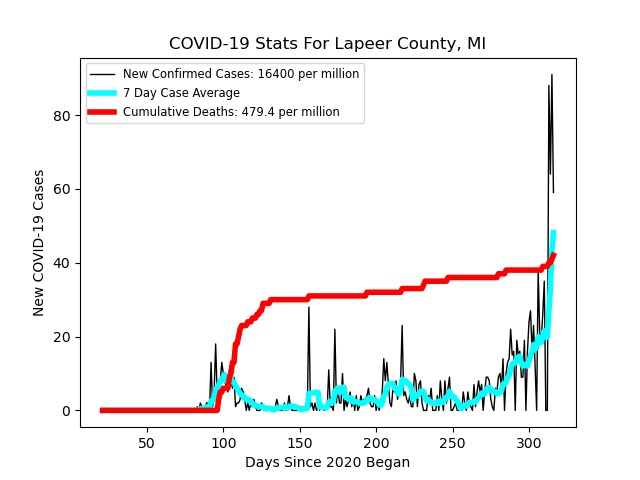 COVID-19 Stats For Lapeer County, MI
New Confirmed Cases: 16400 per million
7 Day Case Average
Cumulative Deaths: 479.4 per million
New COVID-19 Cases
80
60
40
20
0
50 100 150 200 250 300
Days Since 2020 Began